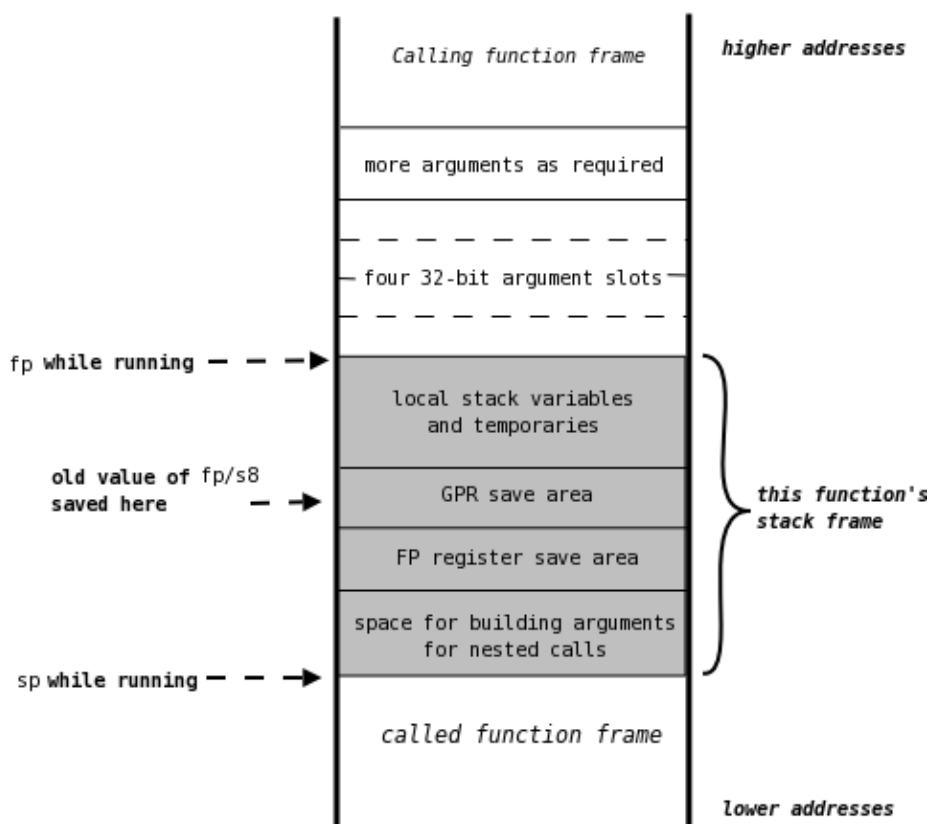 Calling function frame
higher addresses
more arguments as required
four 32-bit argument slots
fp while running
local stack variables
and temporaries
old value of fp/s8
saved here
GPR save area
this function's
stack frame
FP register save area
space for building arguments
for nested calls
sp while running
called function frame
lower addresses